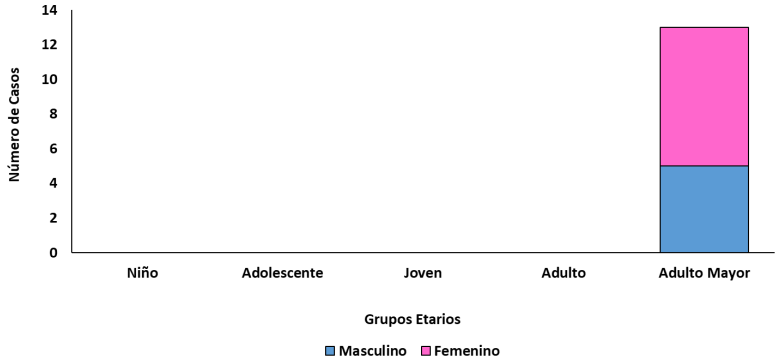 Número de Casos
14
12
10
8
6
4
2
0
Niño Adolescente Joven Adulto Adulto Mayor
Grupos Etarios
Masculino Femenino